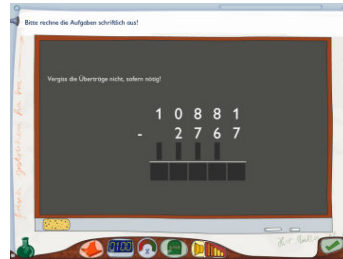 Bitte rechne die Aufgaben schriftlich aus!
Vergiss die Überträge nicht, sofern nötig!
1 0 8 8 1
- 2 7 6 7
0100